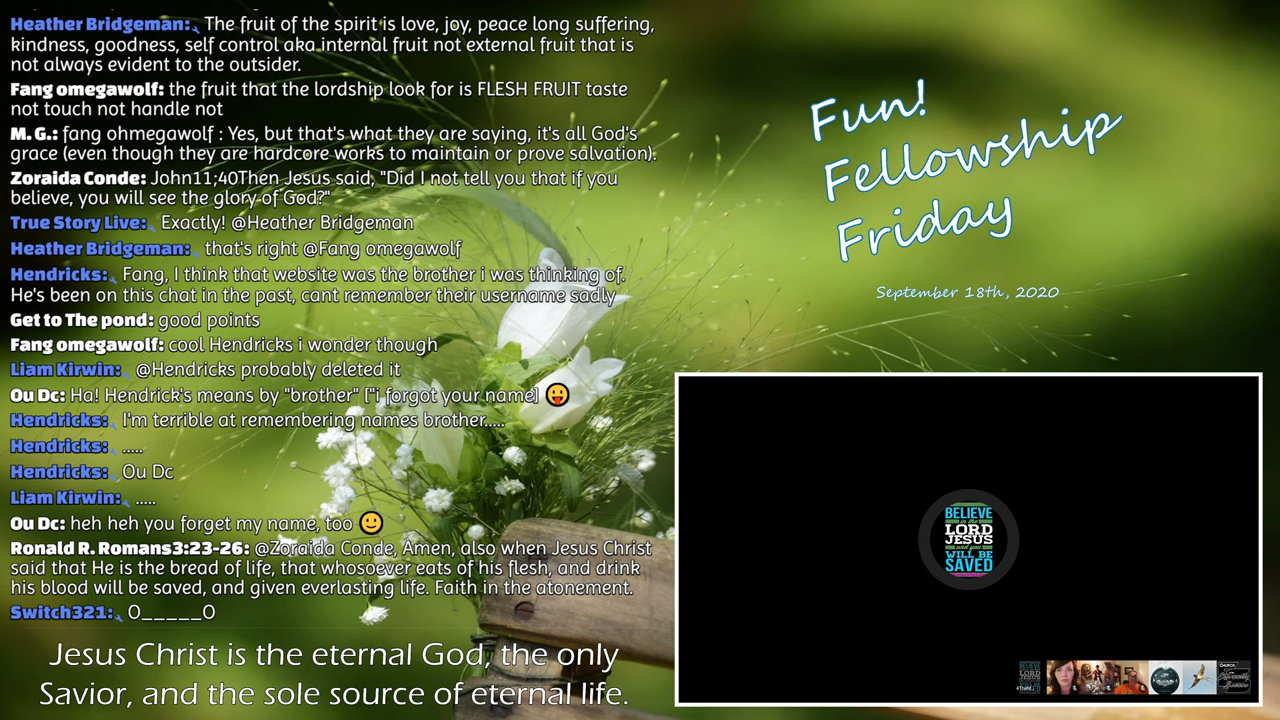 Heather Bridgeman: The fruit of the spirit is love, joy, peace long suffering,
kindness, goodness, self control aka internal fruit not external fruit that is
not always evident to the outsider.
Fang omegawolf: the fruit that the lordship look for is FLESH FRUIT taste
not touch not handle not
M. G.: fang ohmegawolf : Yes, but that's what they are saying, it's all God's
grace (even though they are hardcore works to maintain or prove salvation).
Zoraida Conde: John11;40Then Jesus said, "Did I not tell you that if you
believe, you will see the glory of God?"
True Story Live: Exactly! @Heather Bridgeman
Heather Bridgeman: that's right @Fang omegawolf
Hendricks: Fang, I think that website was the brother i was thinking of.
He's been on this chat in the past, cant remember their username sadly
Get to The pond: good points
Fang omegawolf: cool Hendricks i wonder though
Liam Kirwin: @Hendricks probably deleted it
Ou Dc: Ha! Hendrick's means by "brother" ["i forgot your name] 😛
Hendricks: I'm terrible at remembering names brother.....
Hendricks: .....
Hendricks: Ou Dc
Liam Kirwin: .....
Ou Dc: heh heh you forget my name, too 🙂
Ronald R. Romans3:23-26: @Zoraida Conde, Amen, also when Jesus Christ
said that He is the bread of life, that whosoever eats of his flesh, and drink
his blood will be saved, and given everlasting life. Faith in the atonement.
Switch321: O_____O
Jesus Christ is the eternal God, the only
Savior, and the sole source of eternal life.
Fun!
Fellowship
Friday
September 18th, 2020
BELIEVE
in the
LORD
JESUS
and you
WILL BE
SAVED